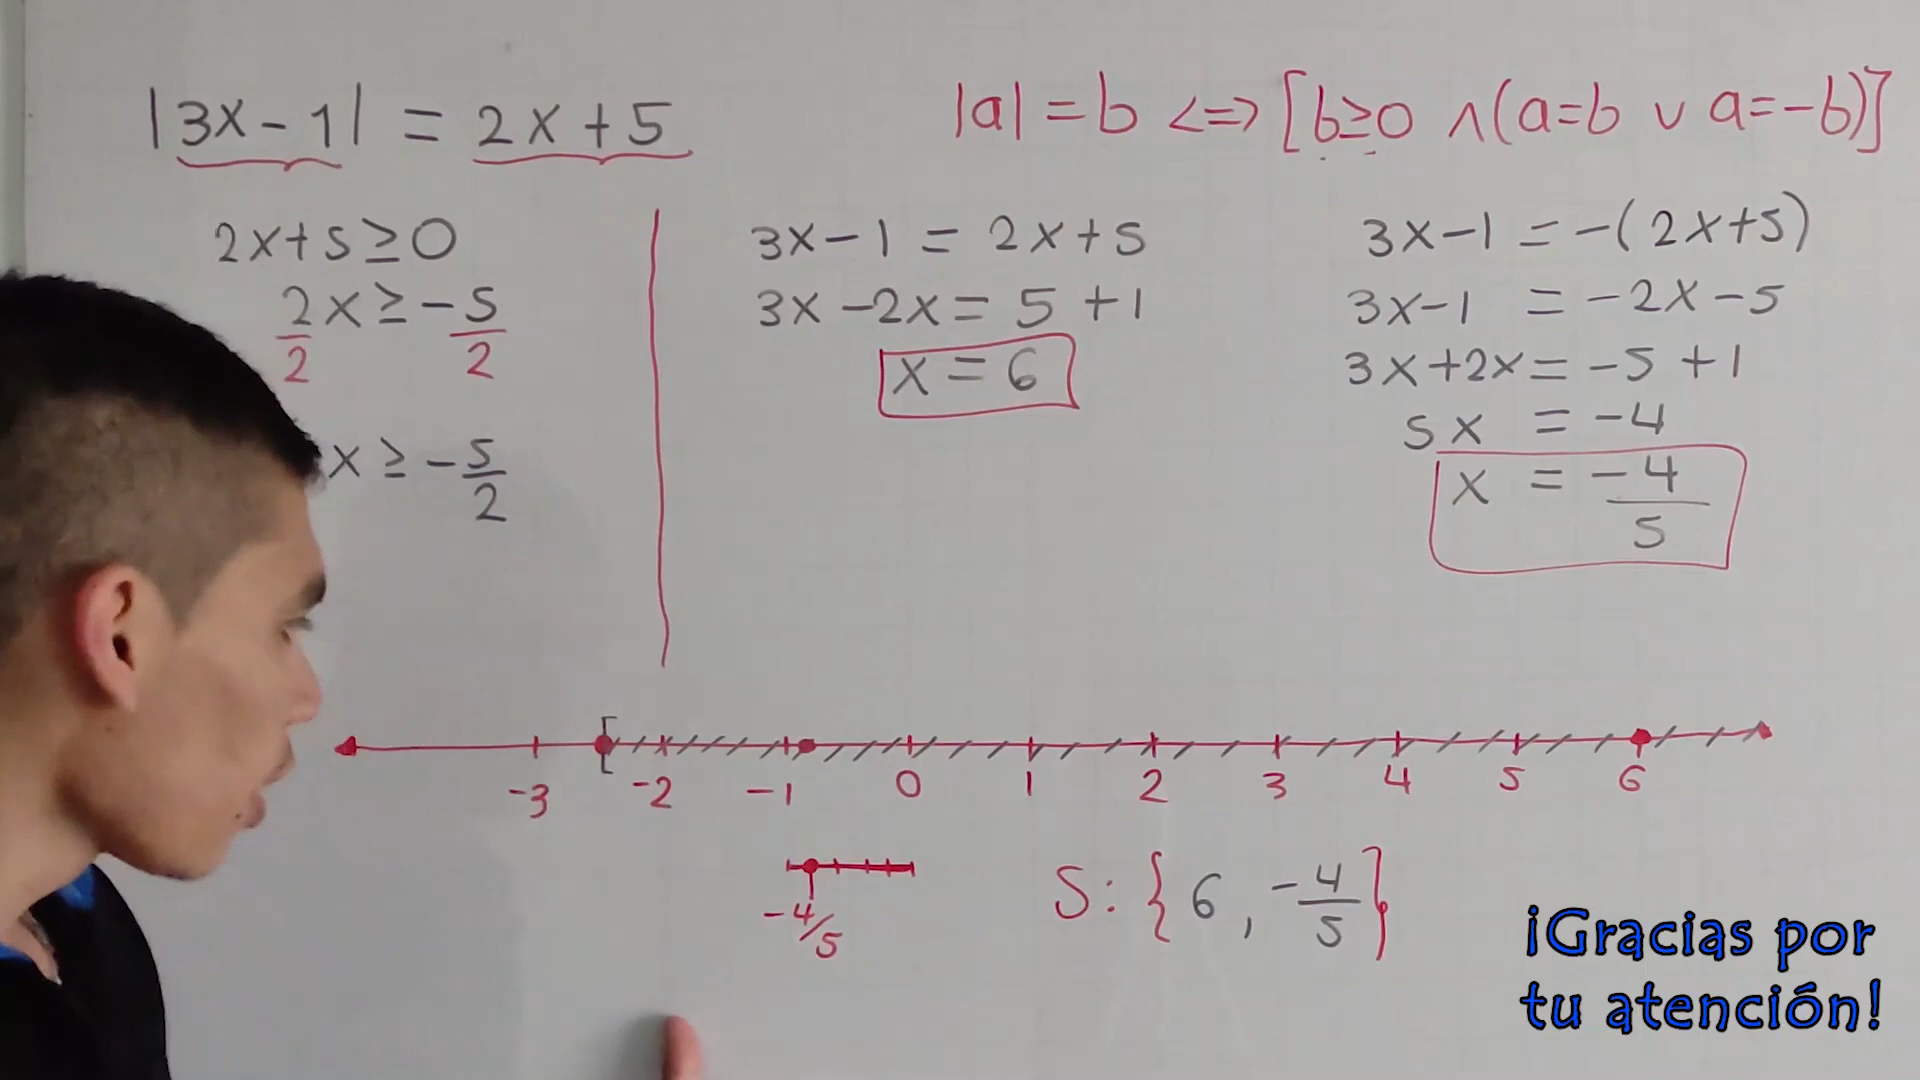 |3x-1| = 2x+5
|a| = b <=> [b≥0 ∧ (a=b ∨ a=-b)]
2x+5≥0
2x ≥ -5
2 2
x ≥ -5/2
3x-1 = 2x+5
3x-2x = 5+1
x = 6
3x-1 = -(2x+5)
3x-1 = -2x-5
3x+2x = -5+1
5x = -4
x = -4/5
-3 -2 -1 0 1 2 3 4 5 6
-4/5
S: {6, -4/5}
¡Gracias por
tu atención!